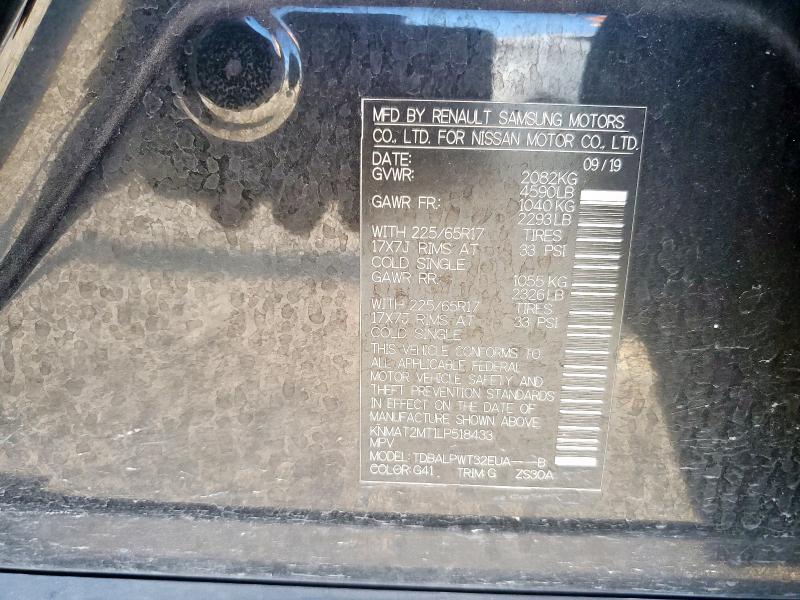 MFD BY RENAULT SAMSUNG MOTORS
CO., LTD. FOR NISSAN MOTOR CO., LTD.
DATE: 09/19
GVWR: 2082KG
4590LB
GAWR FR: 1040 KG
2293LB
WITH 225/65R17 TIRES
17X7J RIMS AT 33 PSI
COLD SINGLE
GAWR RR: 1055 KG
2326LB
WITH 225/65R17 TIRES
17X7J RIMS AT 33 PSI
COLD SINGLE
THIS VEHICLE CONFORMS TO
ALL APPLICABLE FEDERAL
MOTOR VEHICLE SAFETY AND
THEFT PREVENTION STANDARDS
IN EFFECT ON THE DATE OF
MANUFACTURE SHOWN ABOVE
KNMAT2MT1LP518433
MPV
MODEL: TDBALPWT32EUA---B
COLOR:G41 TRIM:G ZS30A